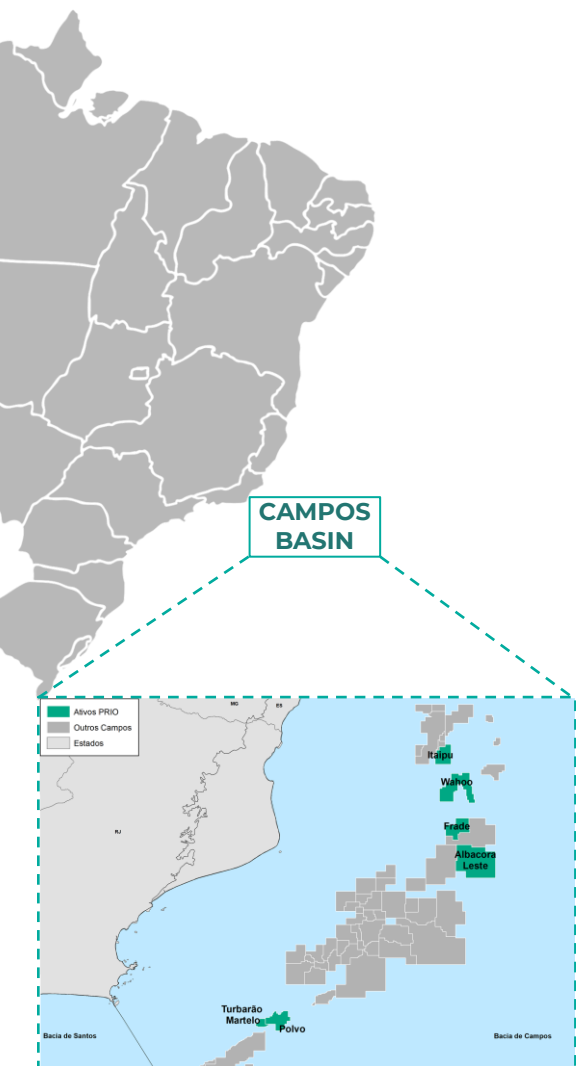 CAMPOS
BASIN
Ativos PRIO
Outros Campos
Estados
MG
ES
RJ
Itaipu
Wahoo
Frade
Albacora
Leste
Turbarão
Martelo
Polvo
Bacia de Santos
Bacia de Campos